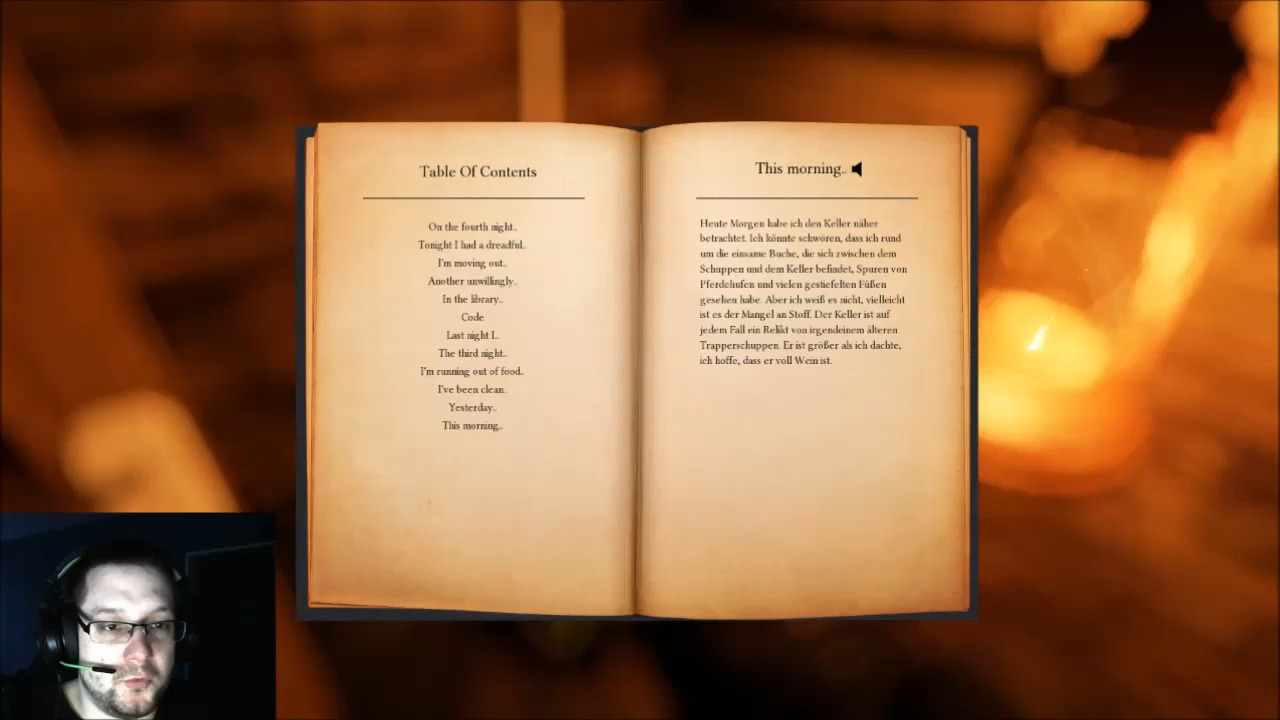 Table Of Contents
On the fourth night..
Tonight I had a dreadful..
I'm moving out..
Another unwillingly..
In the library..
Code
Last night I..
The third night..
I'm running out of food..
I've been clean..
Yesterday..
This morning..
This morning..
Heute Morgen habe ich den Keller näher
betrachtet. Ich könnte schwören, dass ich rund
um die einsame Buche, die sich zwischen dem
Schuppen und dem Keller befindet, Spuren von
Pferdehufen und vielen gestiefelten Füßen
gesehen habe. Aber ich weiß es nicht, vielleicht
ist es der Mangel an Stoff. Der Keller ist auf
jedem Fall ein Relikt von irgendeinem älteren
Trapperschuppen. Er ist größer als ich dachte,
ich hoffe, dass er voll Wein ist.